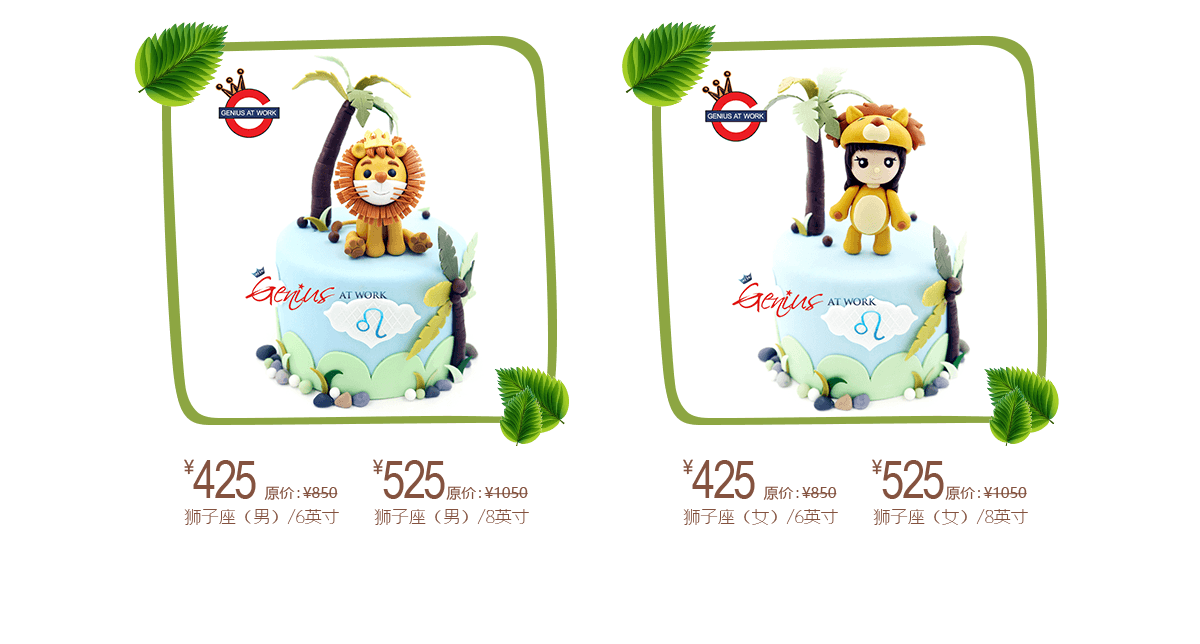 GENIUS AT WORK
Genius AT WORK
GENIUS AT WORK
Genius AT WORK
¥425 原价:¥850
狮子座（男）/6英寸
¥525 原价:¥1050
狮子座（男）/8英寸
¥425 原价:¥850
狮子座（女）/6英寸
¥525 原价:¥1050
狮子座（女）/8英寸